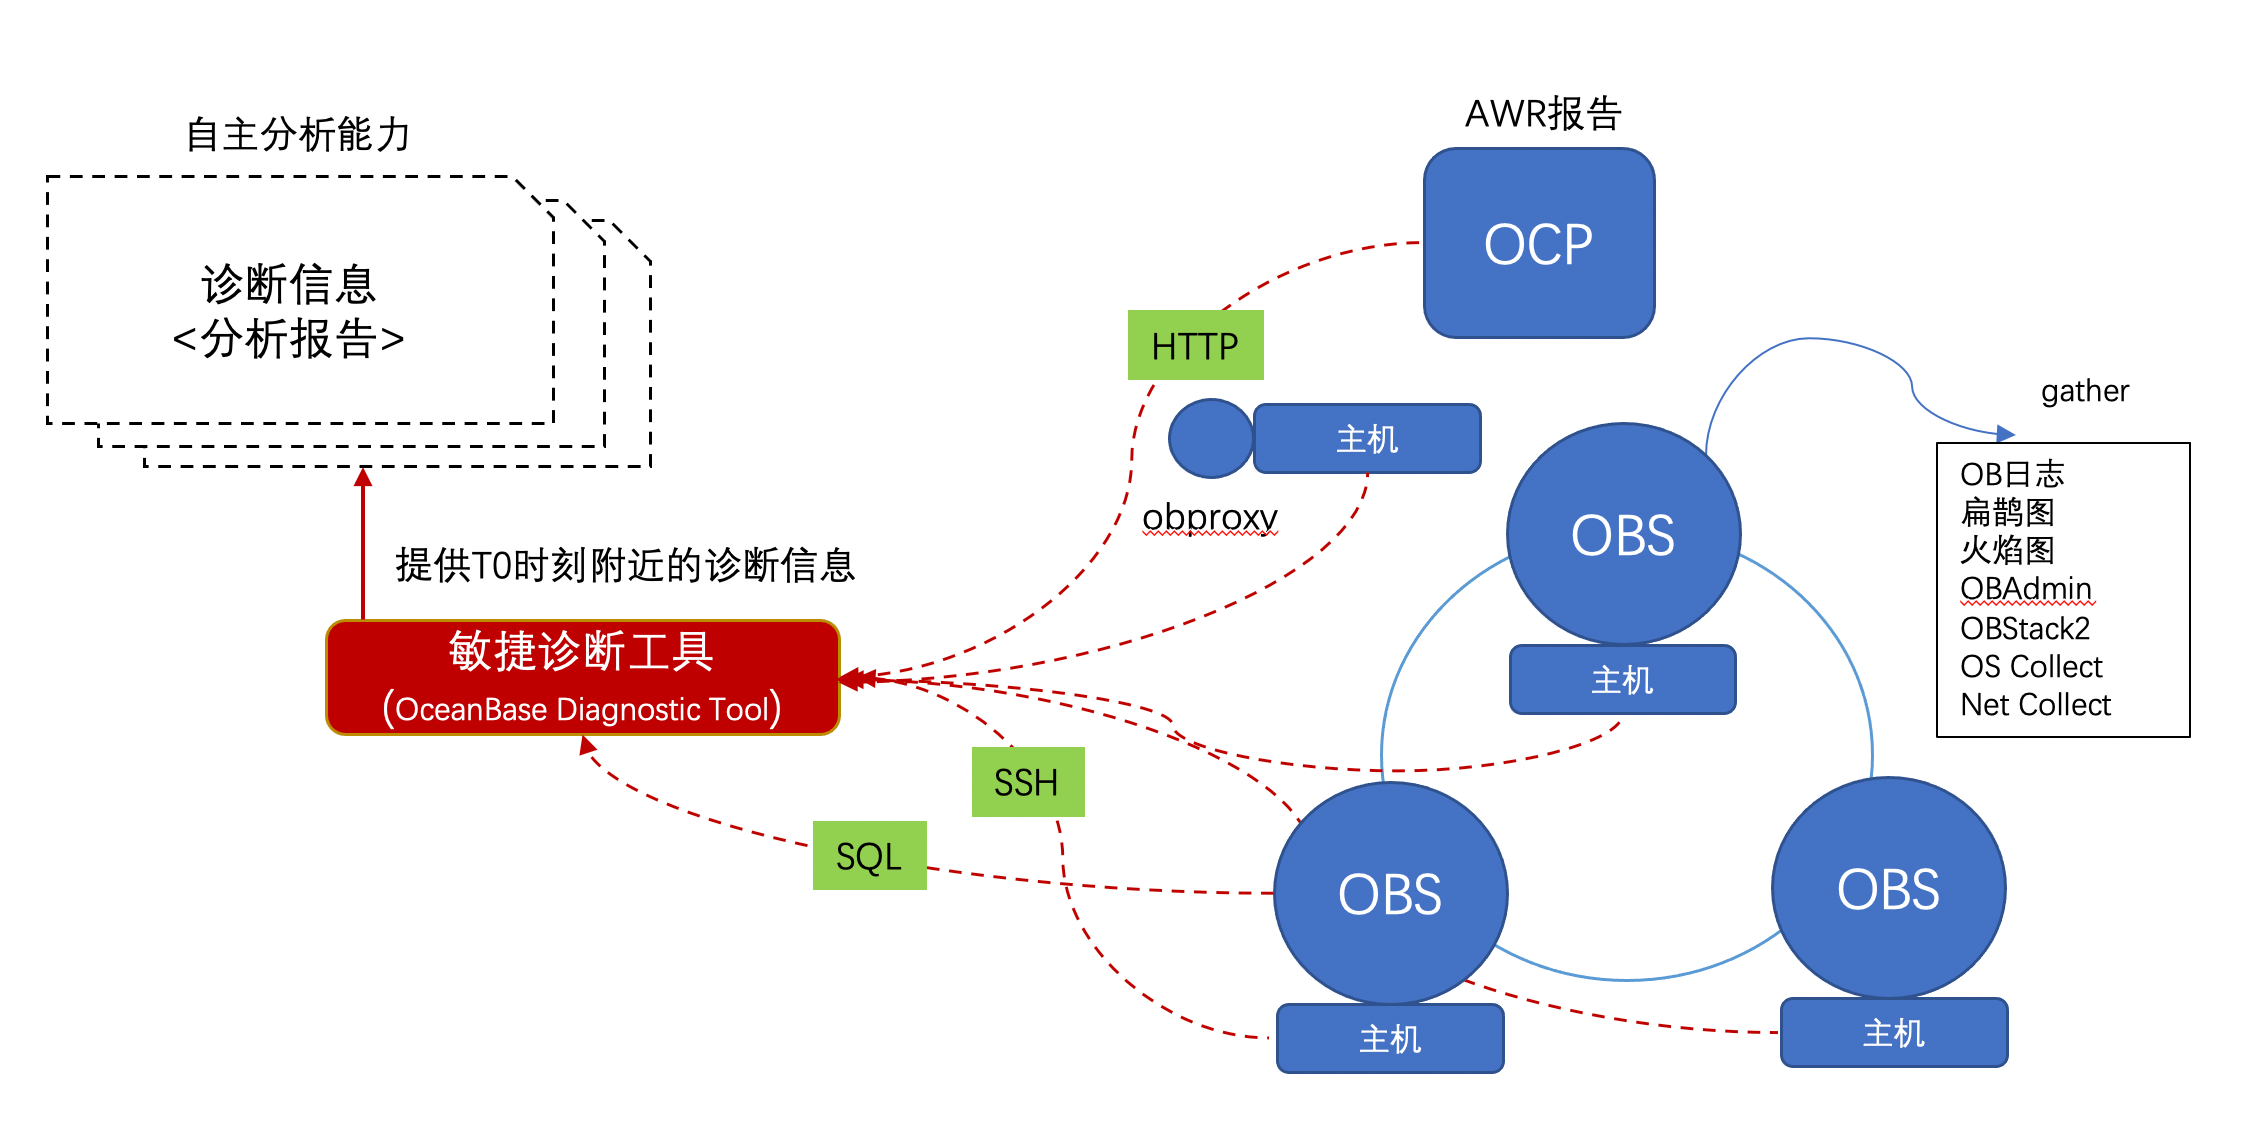 自主分析能力
诊断信息
<分析报告>
提供T0时刻附近的诊断信息
敏捷诊断工具
(OceanBase Diagnostic Tool)
AWR报告
OCP
HTTP
主机
obproxy
SSH
SQL
OBS
主机
OBS
主机
OBS
主机
gather
OB日志
扁鹊图
火焰图
OBAdmin
OBStack2
OS Collect
Net Collect